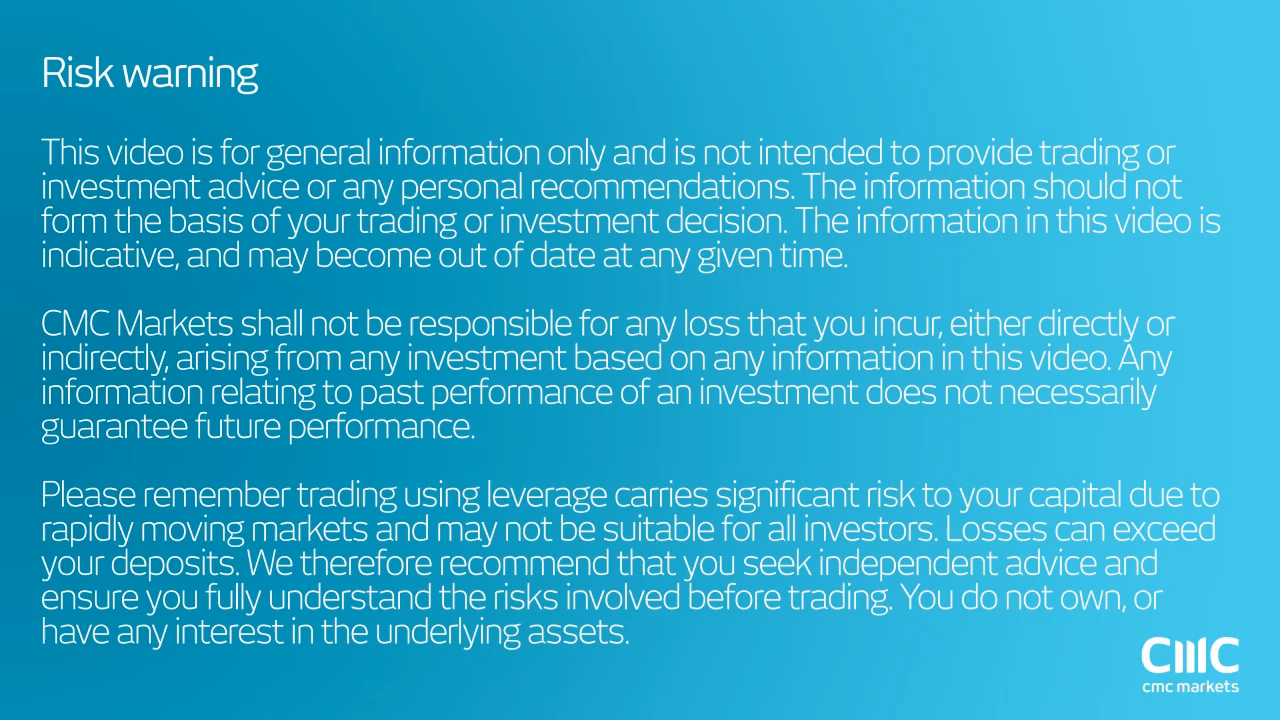 Risk warning
This video is for general information only and is not intended to provide trading or
investment advice or any personal recommendations. The information should not
form the basis of your trading or investment decision. The information in this video is
indicative, and may become out of date at any given time.
CMC Markets shall not be responsible for any loss that you incur, either directly or
indirectly, arising from any investment based on any information in this video. Any
information relating to past performance of an investment does not necessarily
guarantee future performance.
Please remember trading using leverage carries significant risk to your capital due to
rapidly moving markets and may not be suitable for all investors. Losses can exceed
your deposits. We therefore recommend that you seek independent advice and
ensure you fully understand the risks involved before trading. You do not own, or
have any interest in the underlying assets.
CMC
cmc markets